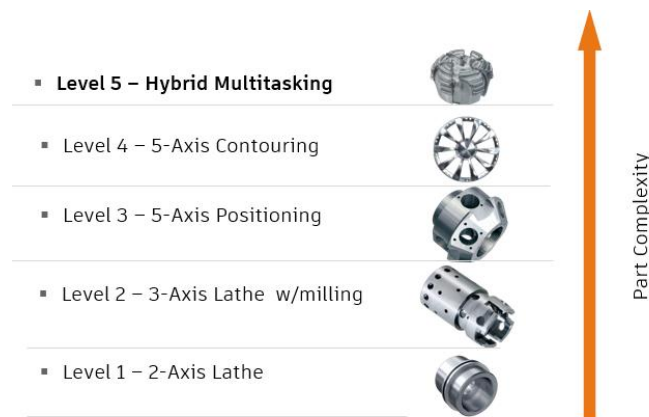 ▪ Level 5 – Hybrid Multitasking
▪ Level 4 – 5-Axis Contouring
▪ Level 3 – 5-Axis Positioning
▪ Level 2 – 3-Axis Lathe w/milling
▪ Level 1 – 2-Axis Lathe
Part Complexity